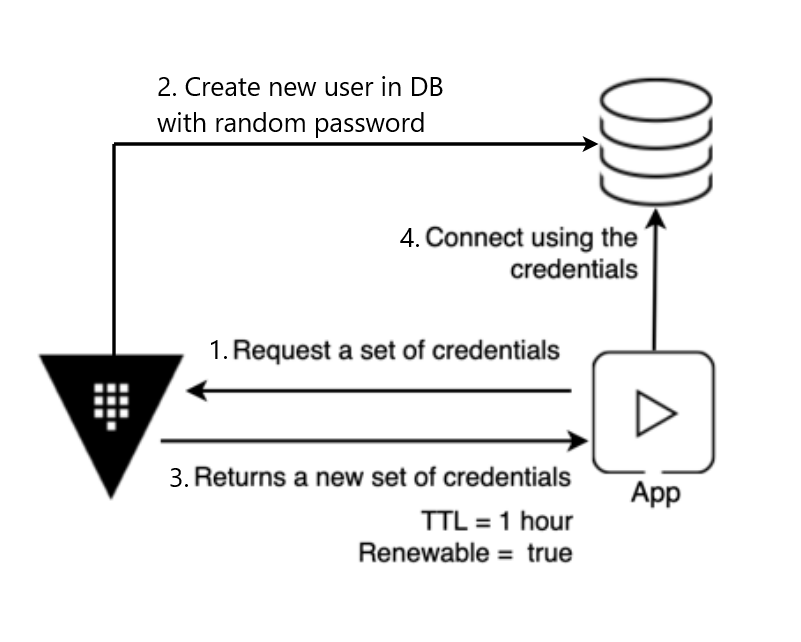 2. Create new user in DB
with random password
4. Connect using the
credentials
1. Request a set of credentials
3. Returns a new set of credentials
App
TTL = 1 hour
Renewable = true